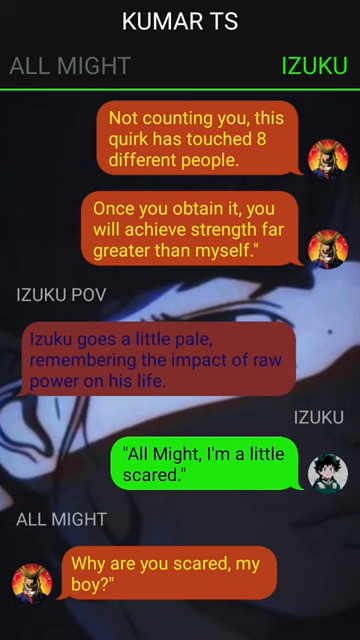 KUMAR TS
ALL MIGHT
IZUKU
Not counting you, this
quirk has touched 8
different people.
Once you obtain it, you
will achieve strength far
greater than myself."
IZUKU POV
Izuku goes a little pale,
remembering the impact of raw
power on his life.
IZUKU
"All Might, I'm a little
scared."
ALL MIGHT
Why are you scared, my
boy?"